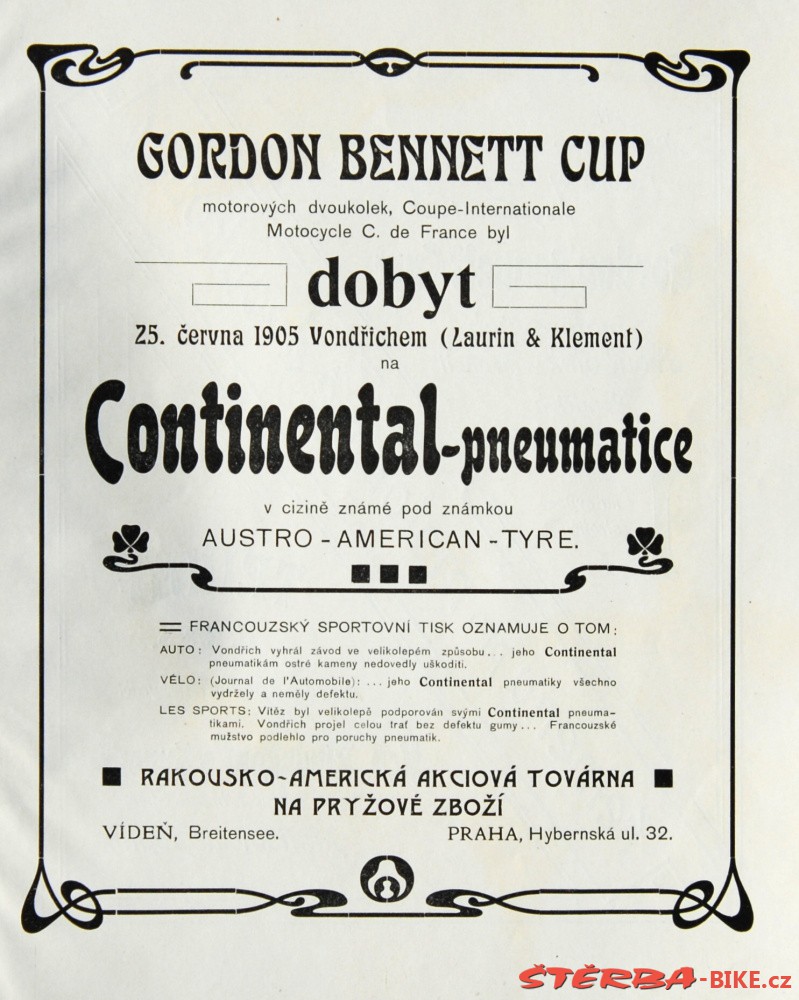 GORDON BENNETT CUP
motorových dvoukolek, Coupe-Internationale
Motocycle C. de France byl
dobyt
25. června 1905 Vondřichem (Laurin & Klement)
na
Continental-pneumatice
v cizině známé pod známkou
AUSTRO-AMERICAN-TYRE.
FRANCOUZSKÝ SPORTOVNÍ TISK OZNAMUJE O TOM:
AUTO: Vondřich vyhrál závod ve velikolepém způsobu... jeho Continental
pneumatikám ostré kameny nedovedly uškoditi.
VÉLO: (Journal de l'Automobile): ...jeho Continental pneumatiky všechno
vydržely a neměly defektu.
LES SPORTS: Vítěz byl velikolepě podporován svými Continental pneuma-
tikami. Vondřich projel celou trať bez defektu gumy... Francouzské
mužstvo podlehlo pro poruchy pneumatik.
RAKOUSKO-AMERICKÁ AKCIOVÁ TOVÁRNA
NA PRYŽOVÉ ZBOŽÍ
VÍDEŇ, Breitensee. PRAHA, Hybernská ul. 32.
ŠTĚRBA-BIKE.cz